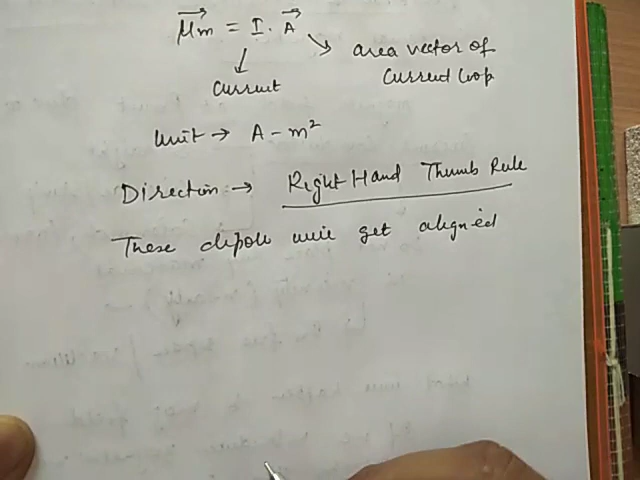 μm = I. A
area vector of
Current Current loop
Unit → A - m²
Direction → Right Hand Thumb Rule
These dipole will get aligned